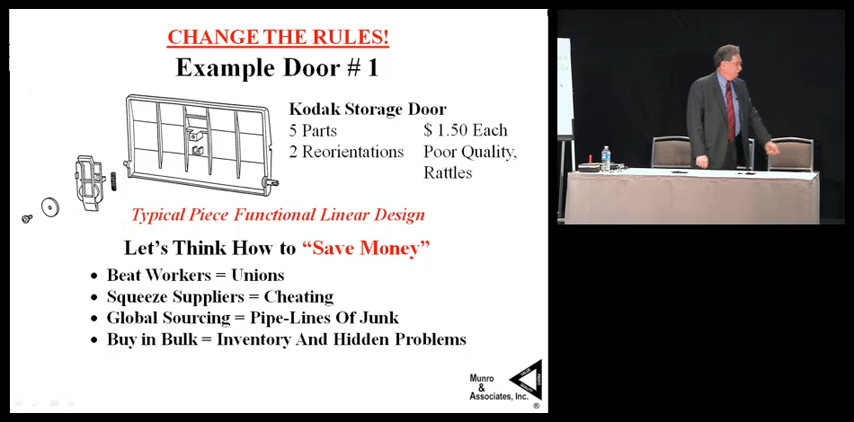 CHANGE THE RULES!
Example Door # 1
Kodak Storage Door
5 Parts $ 1.50 Each
2 Reorientations Poor Quality,
Rattles
Typical Piece Functional Linear Design
Let's Think How to “Save Money”
• Beat Workers = Unions
• Squeeze Suppliers = Cheating
• Global Sourcing = Pipe-Lines Of Junk
• Buy in Bulk = Inventory And Hidden Problems
Munro
&
Associates, Inc.
®